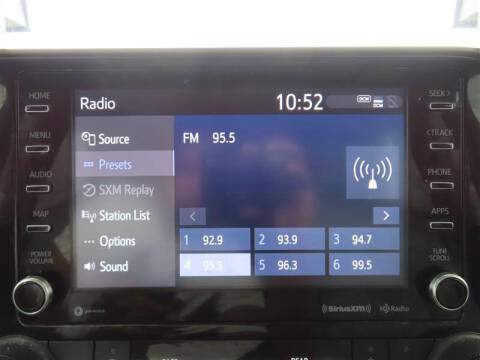 Radio
10:52
DCM
DCM
HOME
MENU
AUDIO
MAP
POWER
VOLUME
Source
Presets
SXM Replay
Station List
Options
Sound
FM 95.5
<
>
1 92.9
2 93.9
3 94.7
4 95.5
5 96.3
6 99.5
SEEK >
< TRACK
PHONE
APPS
TUNE
SCROLL
((SiriusXM))
HD Radio